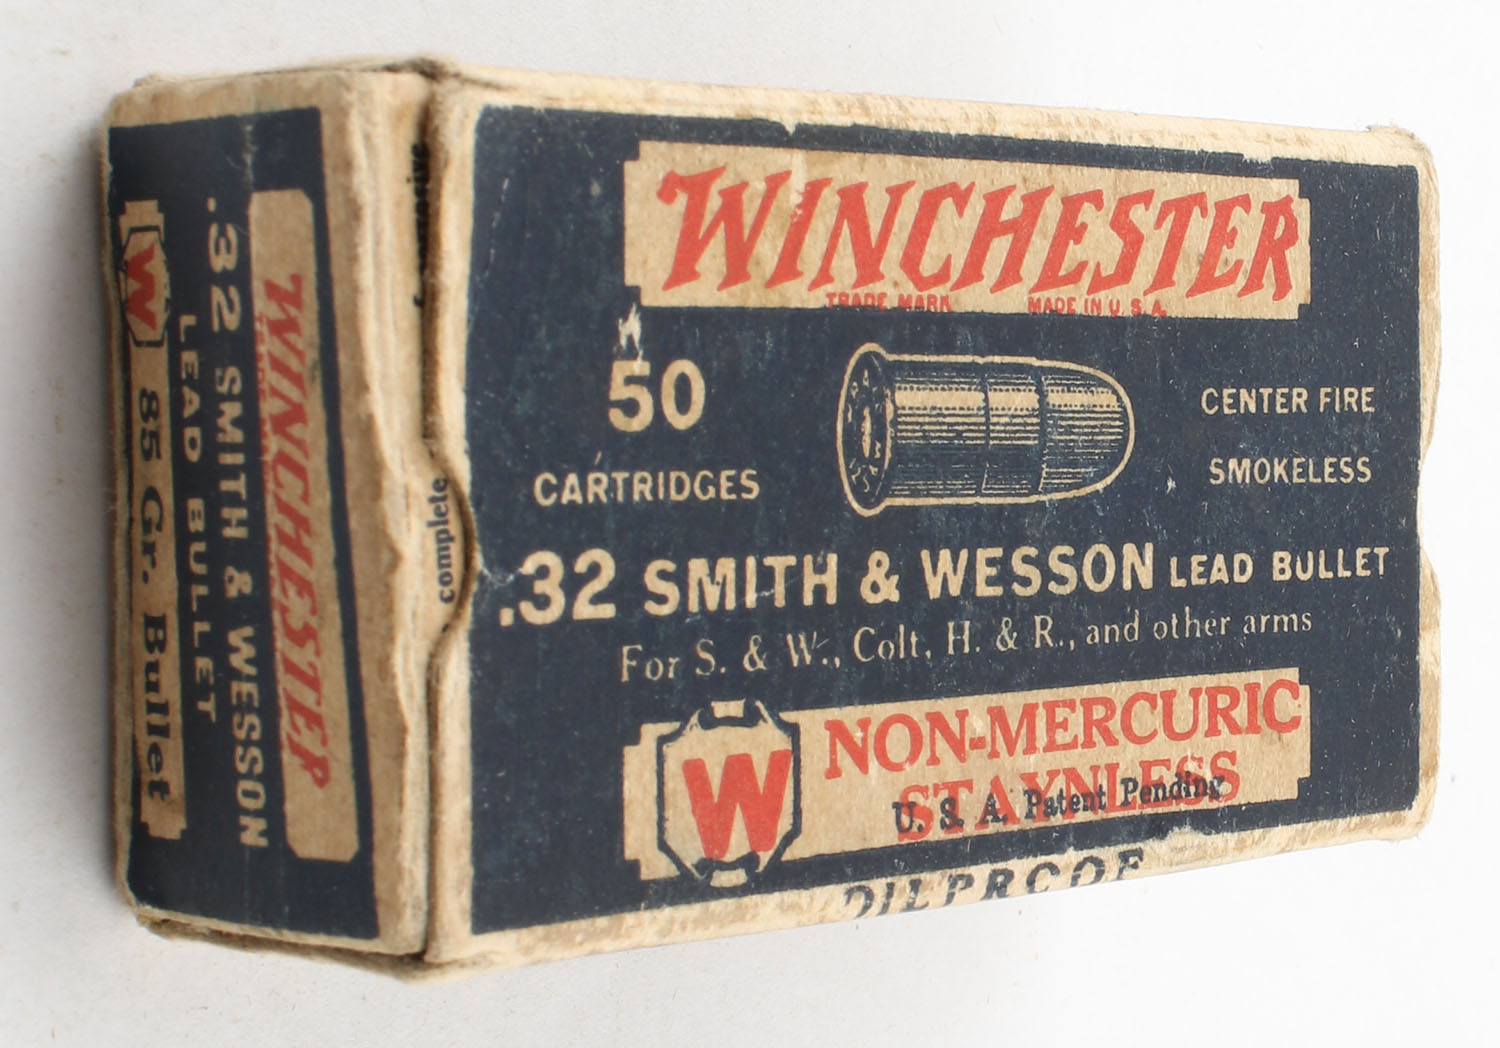 WINCHESTER
TRADE MARK MADE IN U.S.A.
50
CARTRIDGES
CENTER FIRE
SMOKELESS
.32 SMITH & WESSON LEAD BULLET
For S. & W., Colt, H. & R., and other arms
W
NON-MERCURIC
STAYNLESS
U. S. A. Patent Pending
OILPROOF
complete
WINCHESTER
.32 SMITH & WESSON
LEAD BULLET
W
85 Gr. Bullet